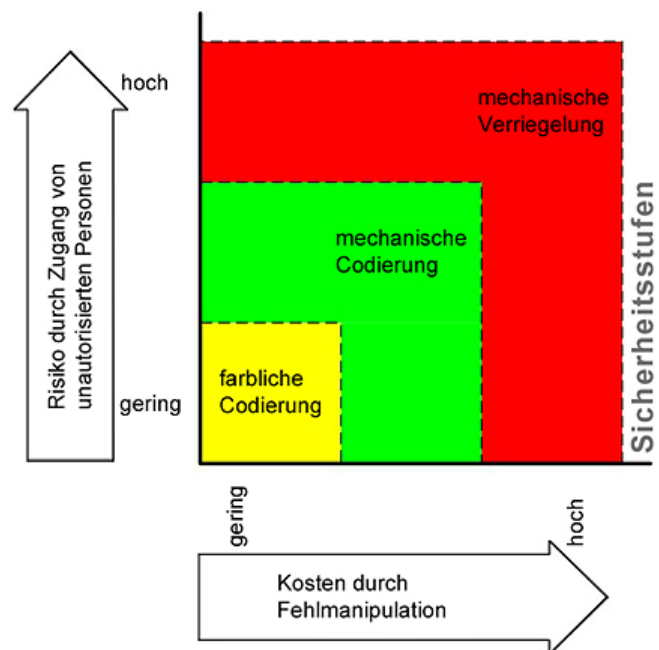 hoch
mechanische
Verriegelung
Risiko durch Zugang von
unautorisierten Personen
mechanische
Codierung
farbliche
Codierung
gering
Sicherheitsstufen
gering
hoch
Kosten durch
Fehlmanipulation